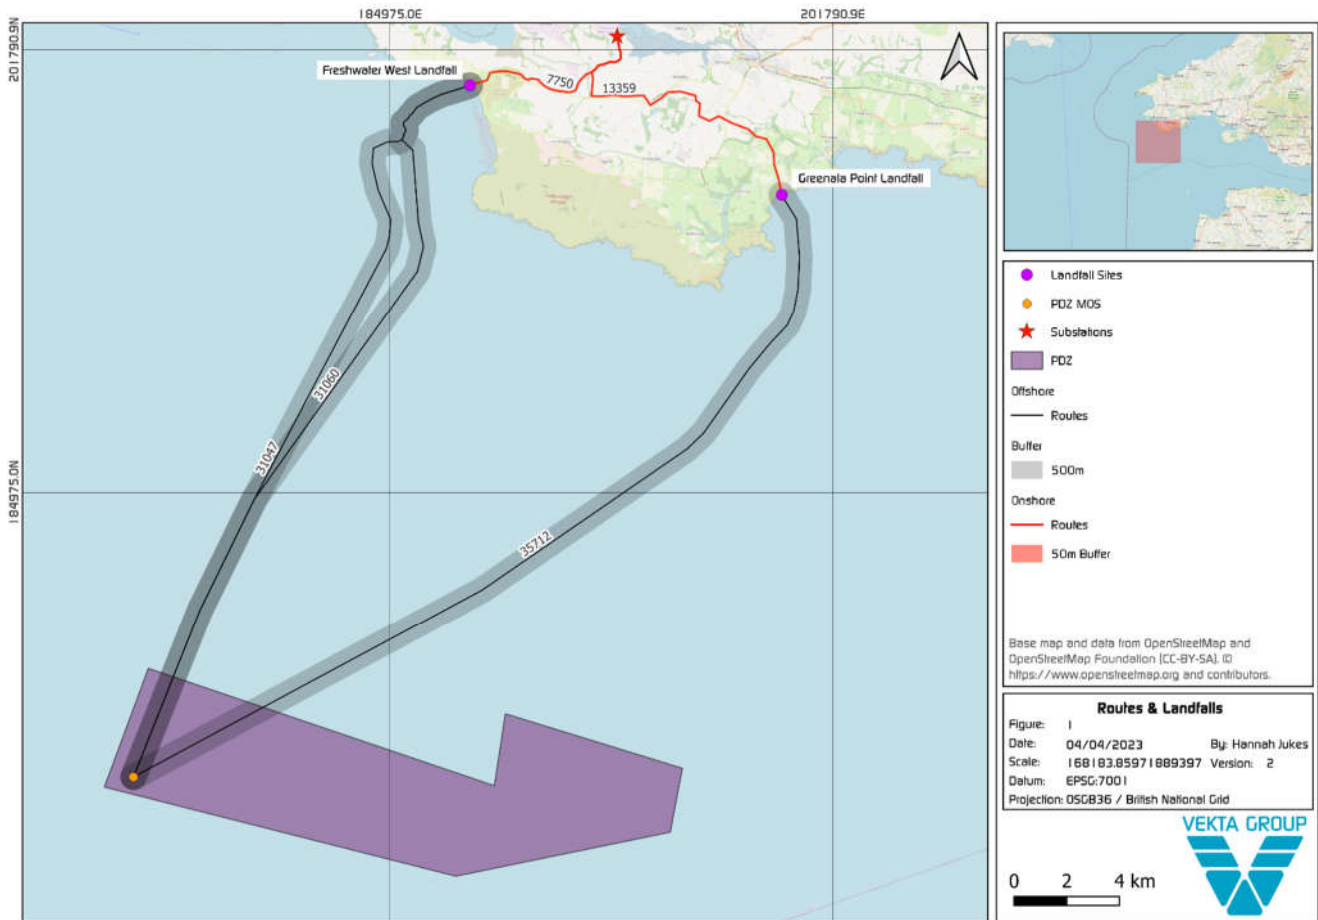 184975.0E
201790.9E
201790.9N
Freshwater West Landfall
7750
13359
Greenala Point Landfall
31060
31047
184975.0N
35712
Landfall Sites
PDZ MOS
Substations
PDZ
Offshore
Routes
Buffer
500m
Onshore
Routes
50m Buffer
Base map and data from OpenStreetMap and
OpenStreetMap Foundation (CC-BY-SA). ©
https://www.openstreetmap.org and contributors.
Routes & Landfalls
Figure: 1
Date: 04/04/2023 By: Hannah Jukes
Scale: 168183.85971889397 Version: 2
Datum: EPSG:7001
Projection: OSGB36 / British National Grid
VEKTA GROUP
0 2 4 km